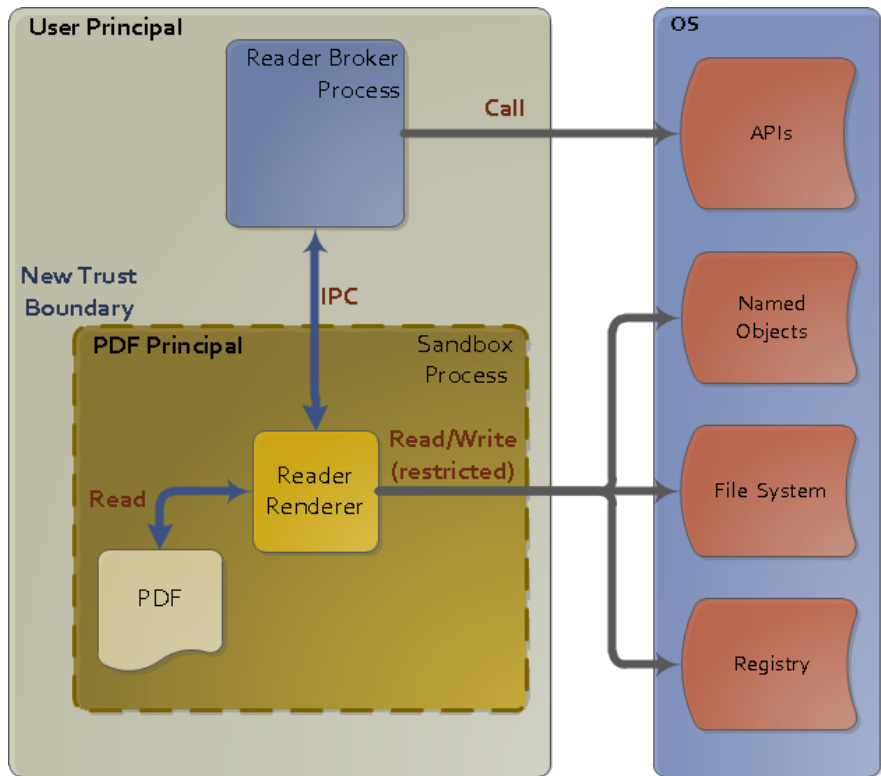 User Principal
Reader Broker
Process
Call
IPC
New Trust
Boundary
PDF Principal
Sandbox
Process
Read/Write
(restricted)
Reader
Renderer
Read
PDF
OS
APIs
Named
Objects
File System
Registry